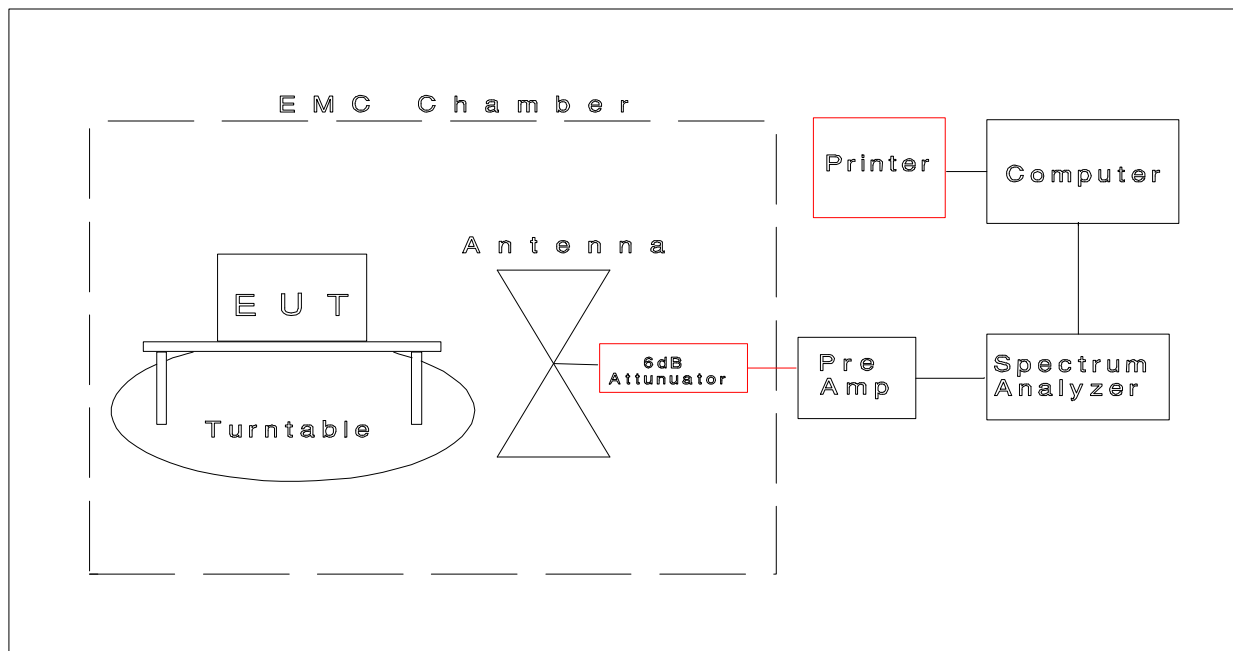 EMC Chamber
Printer
Computer
Antenna
EUT
6dB
Attunuator
Pre
Amp
Spectrum
Analyzer
Turntable